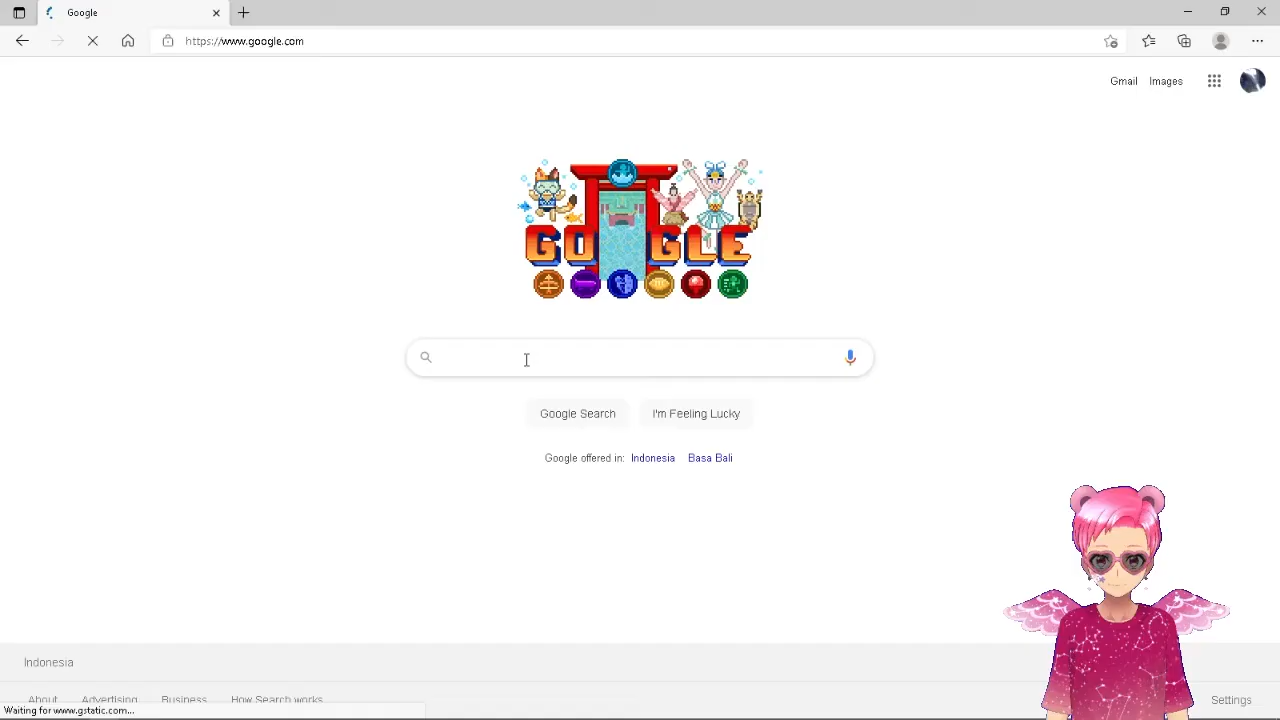 Google
https://www.google.com
Gmail Images
GOOGLE
Google Search I'm Feeling Lucky
Google offered in: Indonesia Basa Bali
Indonesia
About Advertising Business How Search works Settings
Waiting for www.gstatic.com...